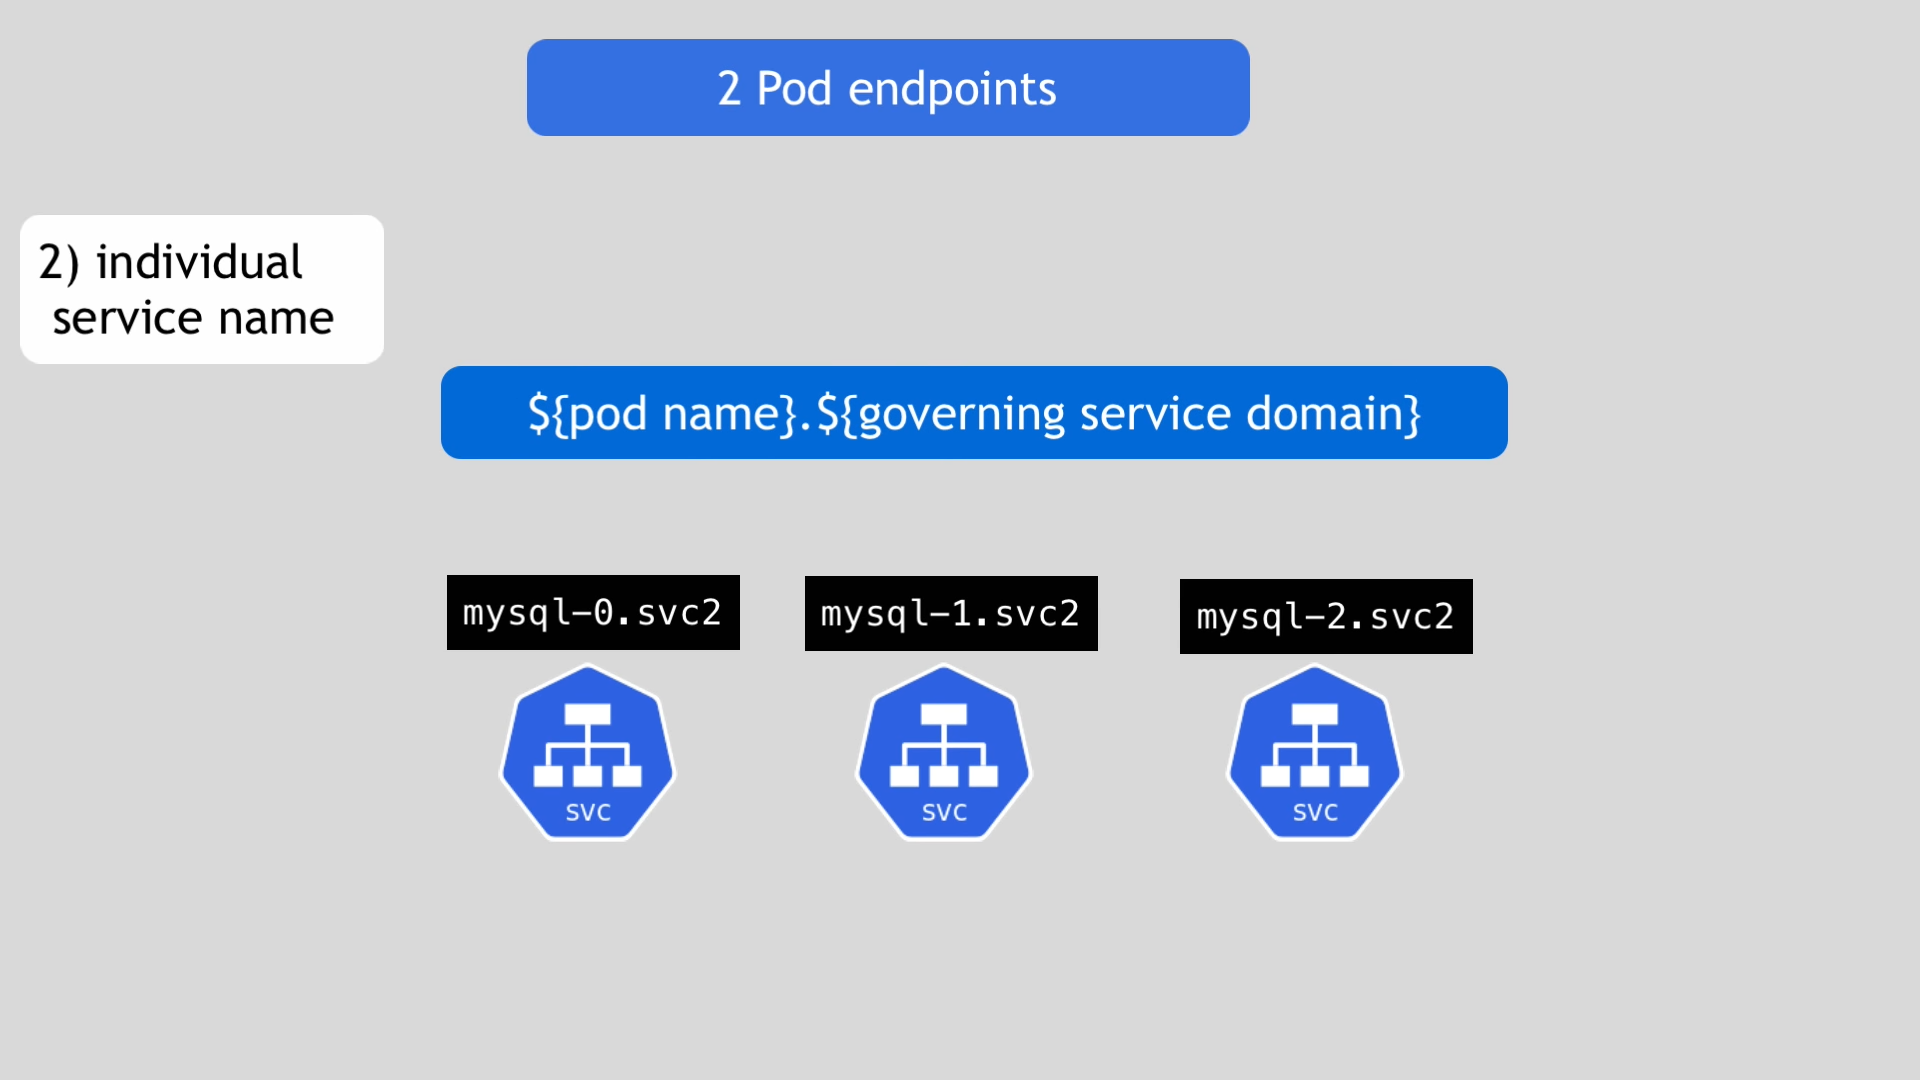 2 Pod endpoints
2) individual
service name
${pod name}.${governing service domain}
mysql-0.svc2
mysql-1.svc2
mysql-2.svc2
svc
svc
svc